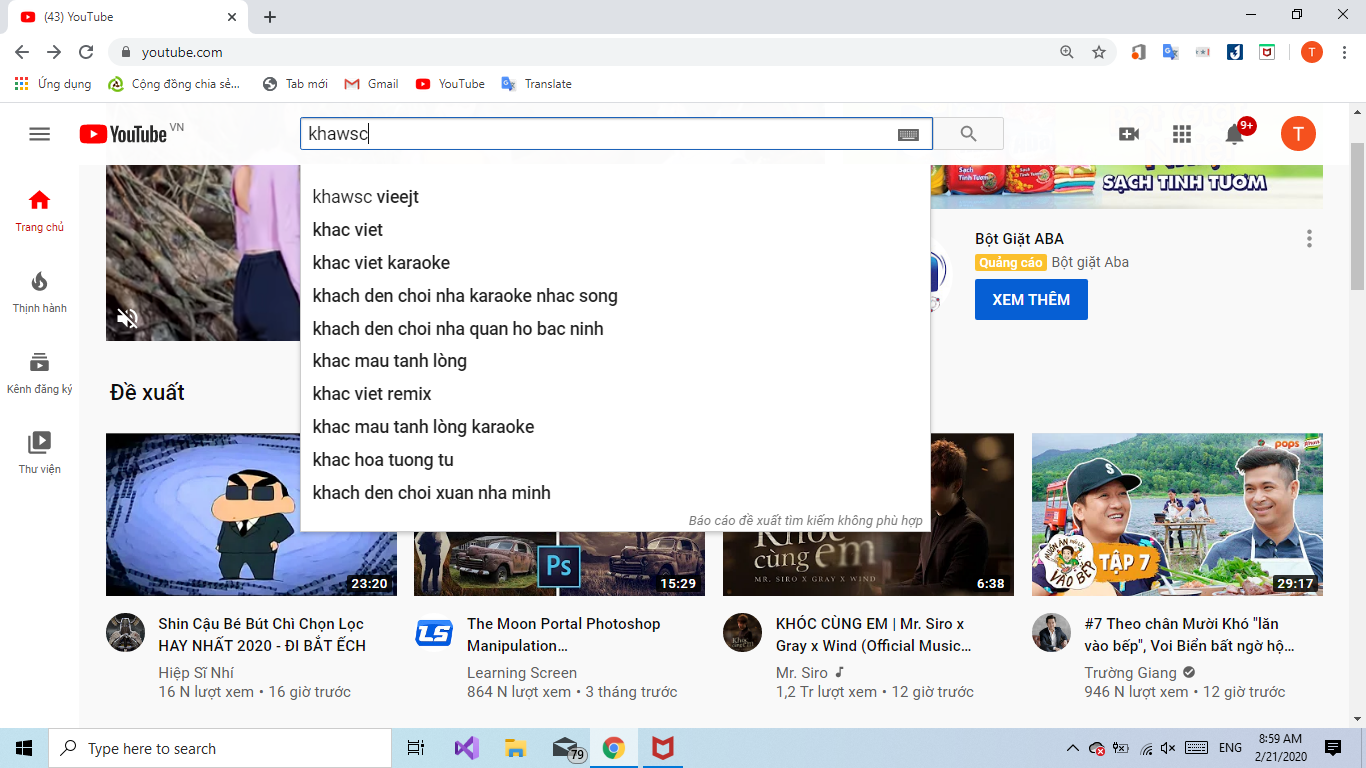 (43) YouTube
youtube.com
Ứng dụng
Cộng đồng chia sẻ...
Tab mới
Gmail
YouTube
Translate
YouTube VN
khawsc
9+
T
T
Trang chủ
Thịnh hành
Kênh đăng ký
Thư viện
khawsc vieejt
khac viet
khac viet karaoke
khach den choi nha karaoke nhac song
khach den choi nha quan ho bac ninh
khac mau tanh lòng
khac viet remix
khac mau tanh lòng karaoke
khac hoa tuong tu
khach den choi xuan nha minh
Báo cáo đề xuất tìm kiếm không phù hợp
SẠCH TINH TƯƠM
Bột Giặt ABA
Quảng cáo Bột giặt Aba
XEM THÊM
Đề xuất
23:20
Ps
15:29
Khóc
cùng em
MR. SIRO X GRAY X WIND
6:38
pops
S
MUỐN ĂN
VÀO BẾP
TẬP 7
29:17
Shin Cậu Bé Bút Chì Chọn Lọc
HAY NHẤT 2020 - ĐI BẮT ẾCH
Hiệp Sĩ Nhí
16 N lượt xem • 16 giờ trước
LS
The Moon Portal Photoshop
Manipulation...
Learning Screen
864 N lượt xem • 3 tháng trước
KHÓC CÙNG EM | Mr. Siro x
Gray x Wind (Official Music...
Mr. Siro
1,2 Tr lượt xem • 12 giờ trước
#7 Theo chân Mười Khó "lăn
vào bếp", Voi Biển bất ngờ hộ...
Trường Giang
946 N lượt xem • 12 giờ trước
Type here to search
79
ENG
8:59 AM
2/21/2020